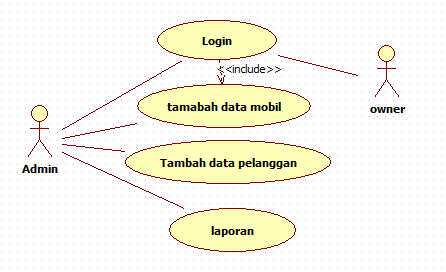 Login
<<include>>
owner
tamabah data mobil
Admin
Tambah data pelanggan
laporan